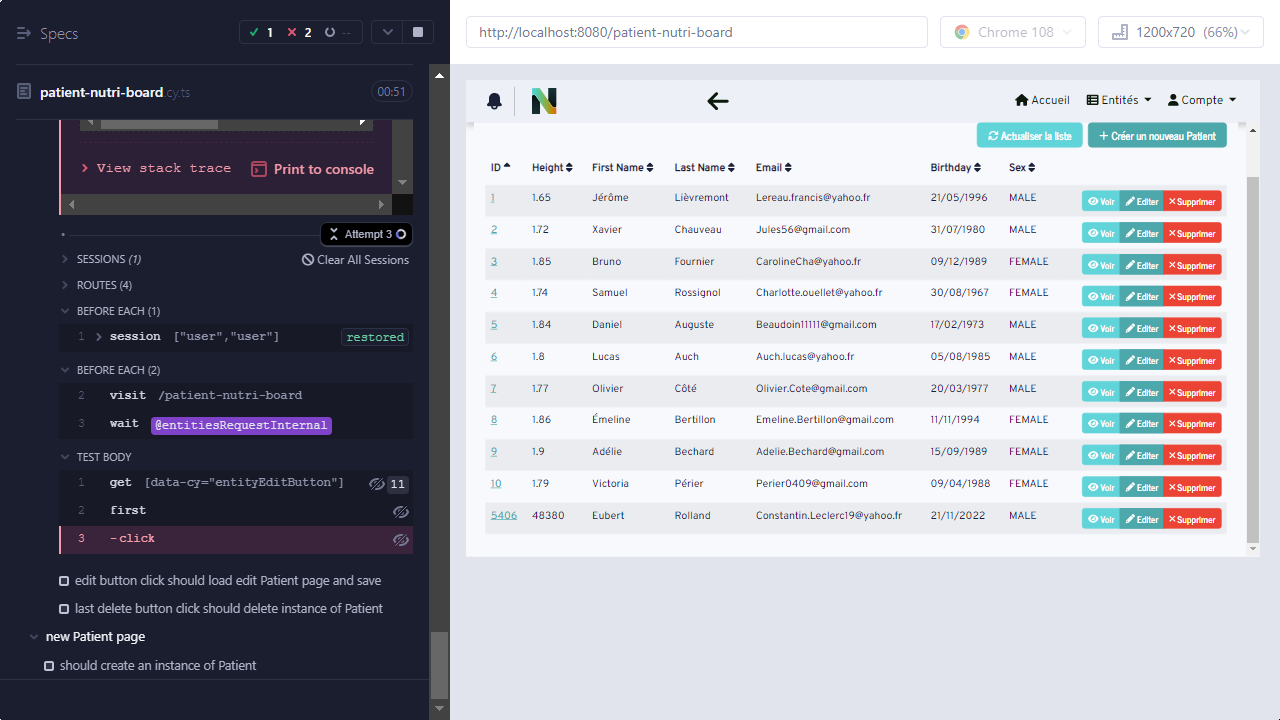 Specs
1 2 --
patient-nutri-board.cy.ts 00:51
View stack trace Print to console
Attempt 3
SESSIONS (1) Clear All Sessions
ROUTES (4)
BEFORE EACH (1)
1 session ["user","user"] restored
BEFORE EACH (2)
2 visit /patient-nutri-board
3 wait @entitiesRequestInternal
TEST BODY
1 get [data-cy="entityEditButton"] 11
2 first
3 -click
edit button click should load edit Patient page and save
last delete button click should delete instance of Patient
new Patient page
should create an instance of Patient
http://localhost:8080/patient-nutri-board Chrome 108 1200x720 (66%)
N Accueil Entités Compte
Actualiser la liste + Créer un nouveau Patient
ID Height First Name Last Name Email Birthday Sex
1 1.65 Jérôme Lièvremont Lereau.francis@yahoo.fr 21/05/1996 MALE Voir Editer Supprimer
2 1.72 Xavier Chauveau Jules56@gmail.com 31/07/1980 MALE Voir Editer Supprimer
3 1.85 Bruno Fournier CarolineCha@yahoo.fr 09/12/1989 FEMALE Voir Editer Supprimer
4 1.74 Samuel Rossignol Charlotte.ouellet@yahoo.fr 30/08/1967 FEMALE Voir Editer Supprimer
5 1.84 Daniel Auguste Beaudoin11111@gmail.com 17/02/1973 MALE Voir Editer Supprimer
6 1.8 Lucas Auch Auch.lucas@yahoo.fr 05/08/1985 MALE Voir Editer Supprimer
7 1.77 Olivier Côté Olivier.Cote@gmail.com 20/03/1977 MALE Voir Editer Supprimer
8 1.86 Émeline Bertillon Emeline.Bertillon@gmail.com 11/11/1994 FEMALE Voir Editer Supprimer
9 1.9 Adélie Bechard Adelie.Bechard@gmail.com 15/09/1989 FEMALE Voir Editer Supprimer
10 1.79 Victoria Périer Perier0409@gmail.com 09/04/1988 FEMALE Voir Editer Supprimer
5406 48380 Eubert Rolland Constantin.Leclerc19@yahoo.fr 21/11/2022 MALE Voir Editer Supprimer